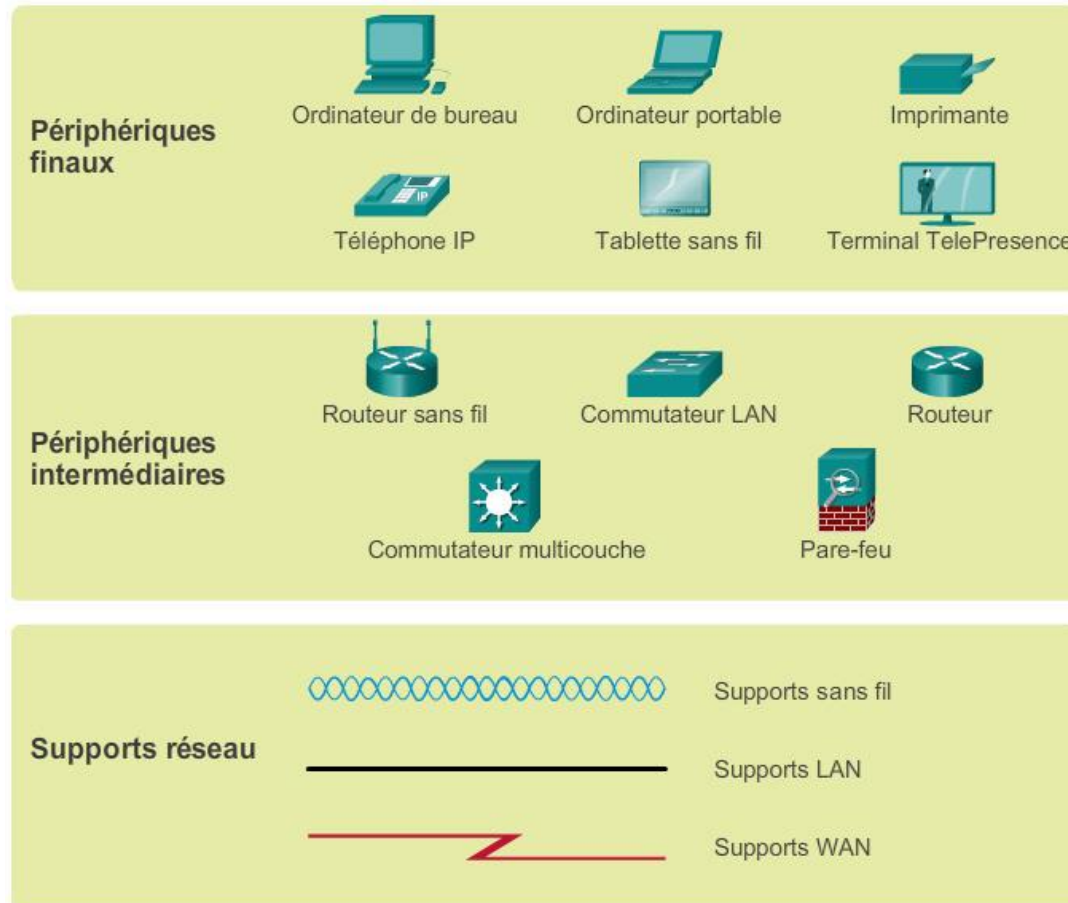 Périphériques
finaux
Ordinateur de bureau
Ordinateur portable
Imprimante
IP
Téléphone IP
Tablette sans fil
Terminal TelePresence
Périphériques
intermédiaires
Routeur sans fil
Commutateur LAN
Routeur
Commutateur multicouche
Pare-feu
Supports réseau
Supports sans fil
Supports LAN
Supports WAN